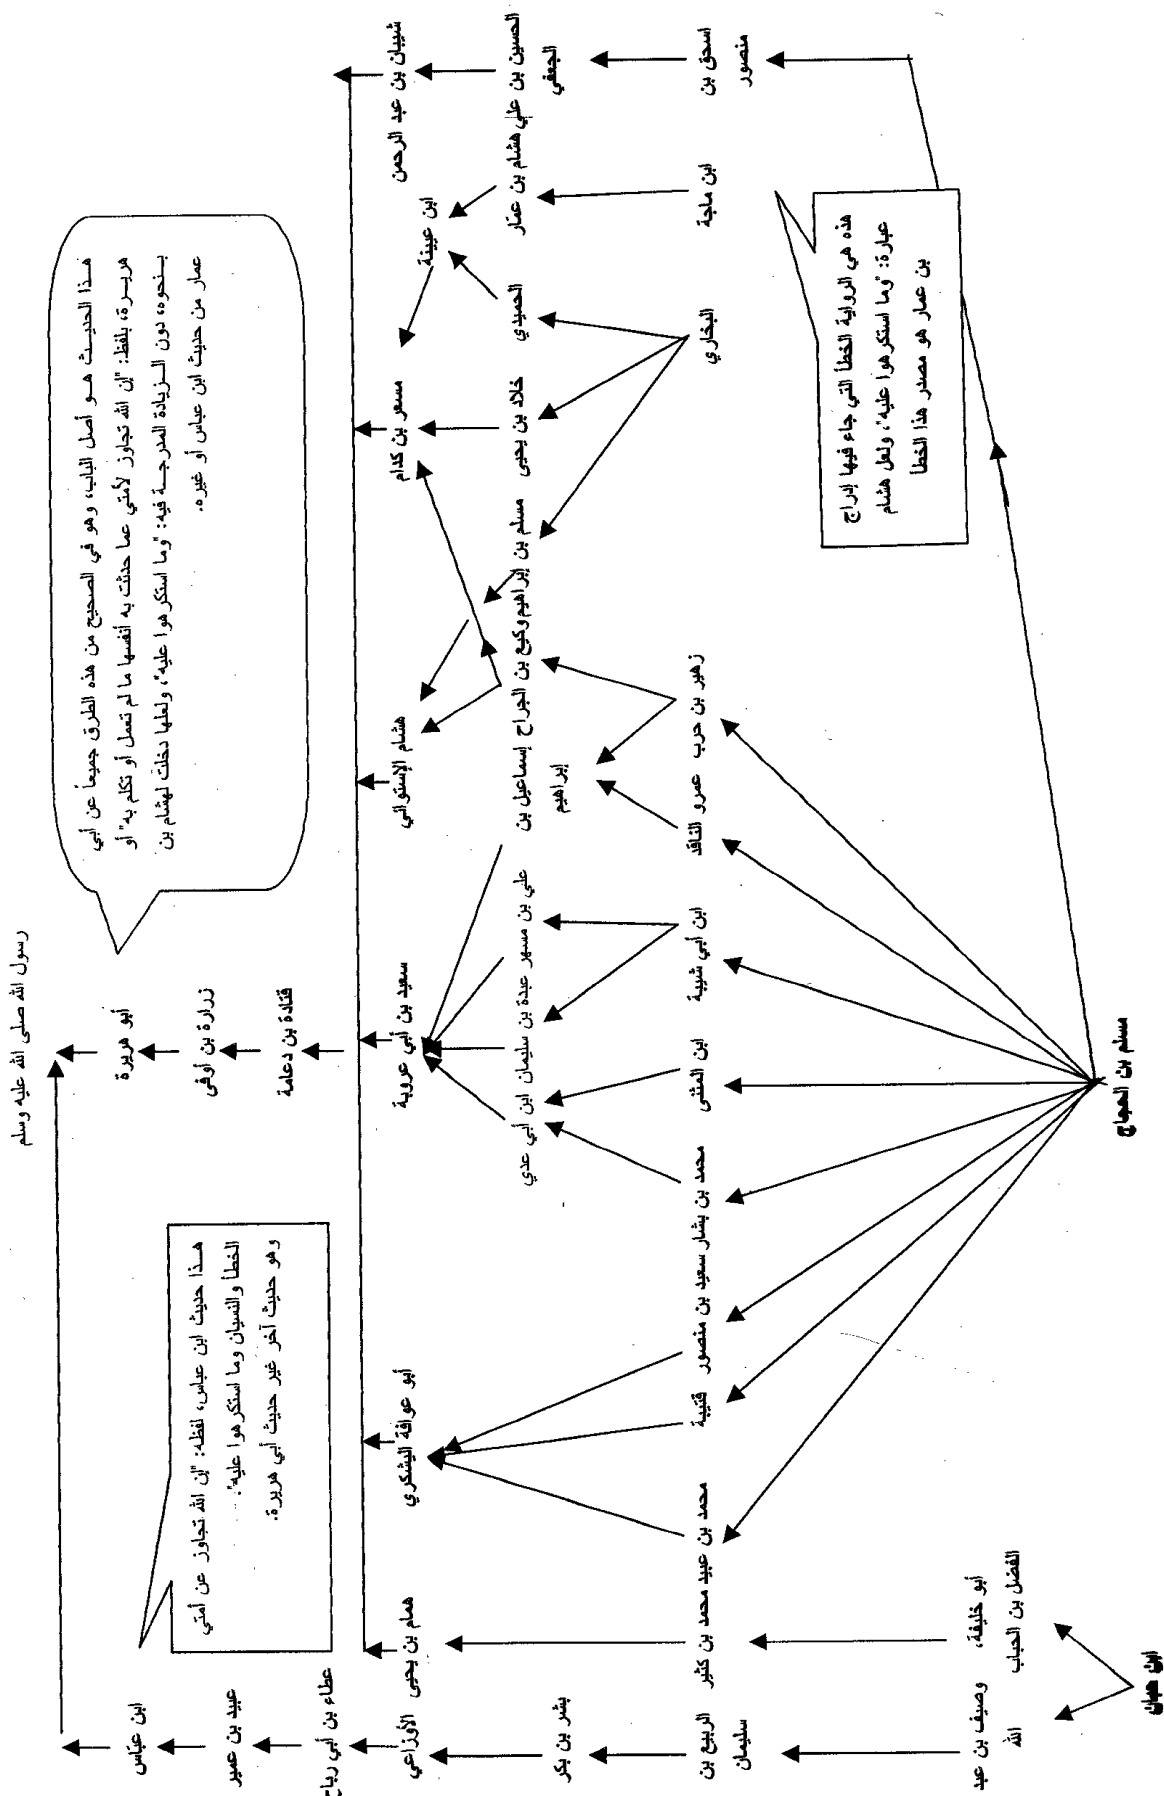 رسول الله صلى الله عليه وسلم
هذا الحديث هو أصل الباب، وهو في الصحيح من هذه الطرق جميعاً عن أبي
هريرة، بلفظ: "إن الله تجاوز لأمتي عما حدثت به أنفسها ما لم تعمل أو تكلم به" أو
بنحوه، دون الزيادة المدرجة فيه: "وما استكرهوا عليه"، ولعلها دخلت لهشام بن
عمار من حديث ابن عباس أو غيره.
أبو هريرة
زرارة بن أوفى
قتادة بن دعامة
هذا حديث ابن عباس، لفظه: "إن الله تجاوز عن أمتي
الخطأ والنسيان وما استكرهوا عليه".
وهو حديث آخر غير حديث أبي هريرة.
ابن عباس
عبيد بن عمير
عطاء بن أبي رباح
شيبان بن عبد الرحمن
ابن عيينة
مسعر بن كدام
هشام الإستوائي
سعيد بن أبي عروبة
أبو عوانة اليشكري
همام بن يحيى
الأوزاعي
الحسين بن علي
الجعفي
هشام بن عمار
الحميدي
خلاد بن يحيى
مسلم بن إبراهيم
وكيع بن الجراح
إسماعيل بن
إبراهيم
علي بن مسهر
عبدة بن سليمان
ابن أبي عدي
بشر بن بكر
اسحق بن
منصور
ابن ماجة
البخاري
زهير بن حرب
عمرو الناقد
ابن أبي شيبة
ابن المثنى
محمد بن بشار
سعيد بن منصور
قتيبة
محمد بن عبيد
محمد بن كثير
الربيع بن
سليمان
هذه هي الرواية الخطأ التي جاء فيها إدراج
عبارة: "وما استكرهوا عليه"، ولعل هشام
بن عمار هو مصدر هذا الخطأ
أبو خليفة،
الفضل بن الحباب
وصيف بن عبد
الله
مسلم بن الحجاج
ابن حبان